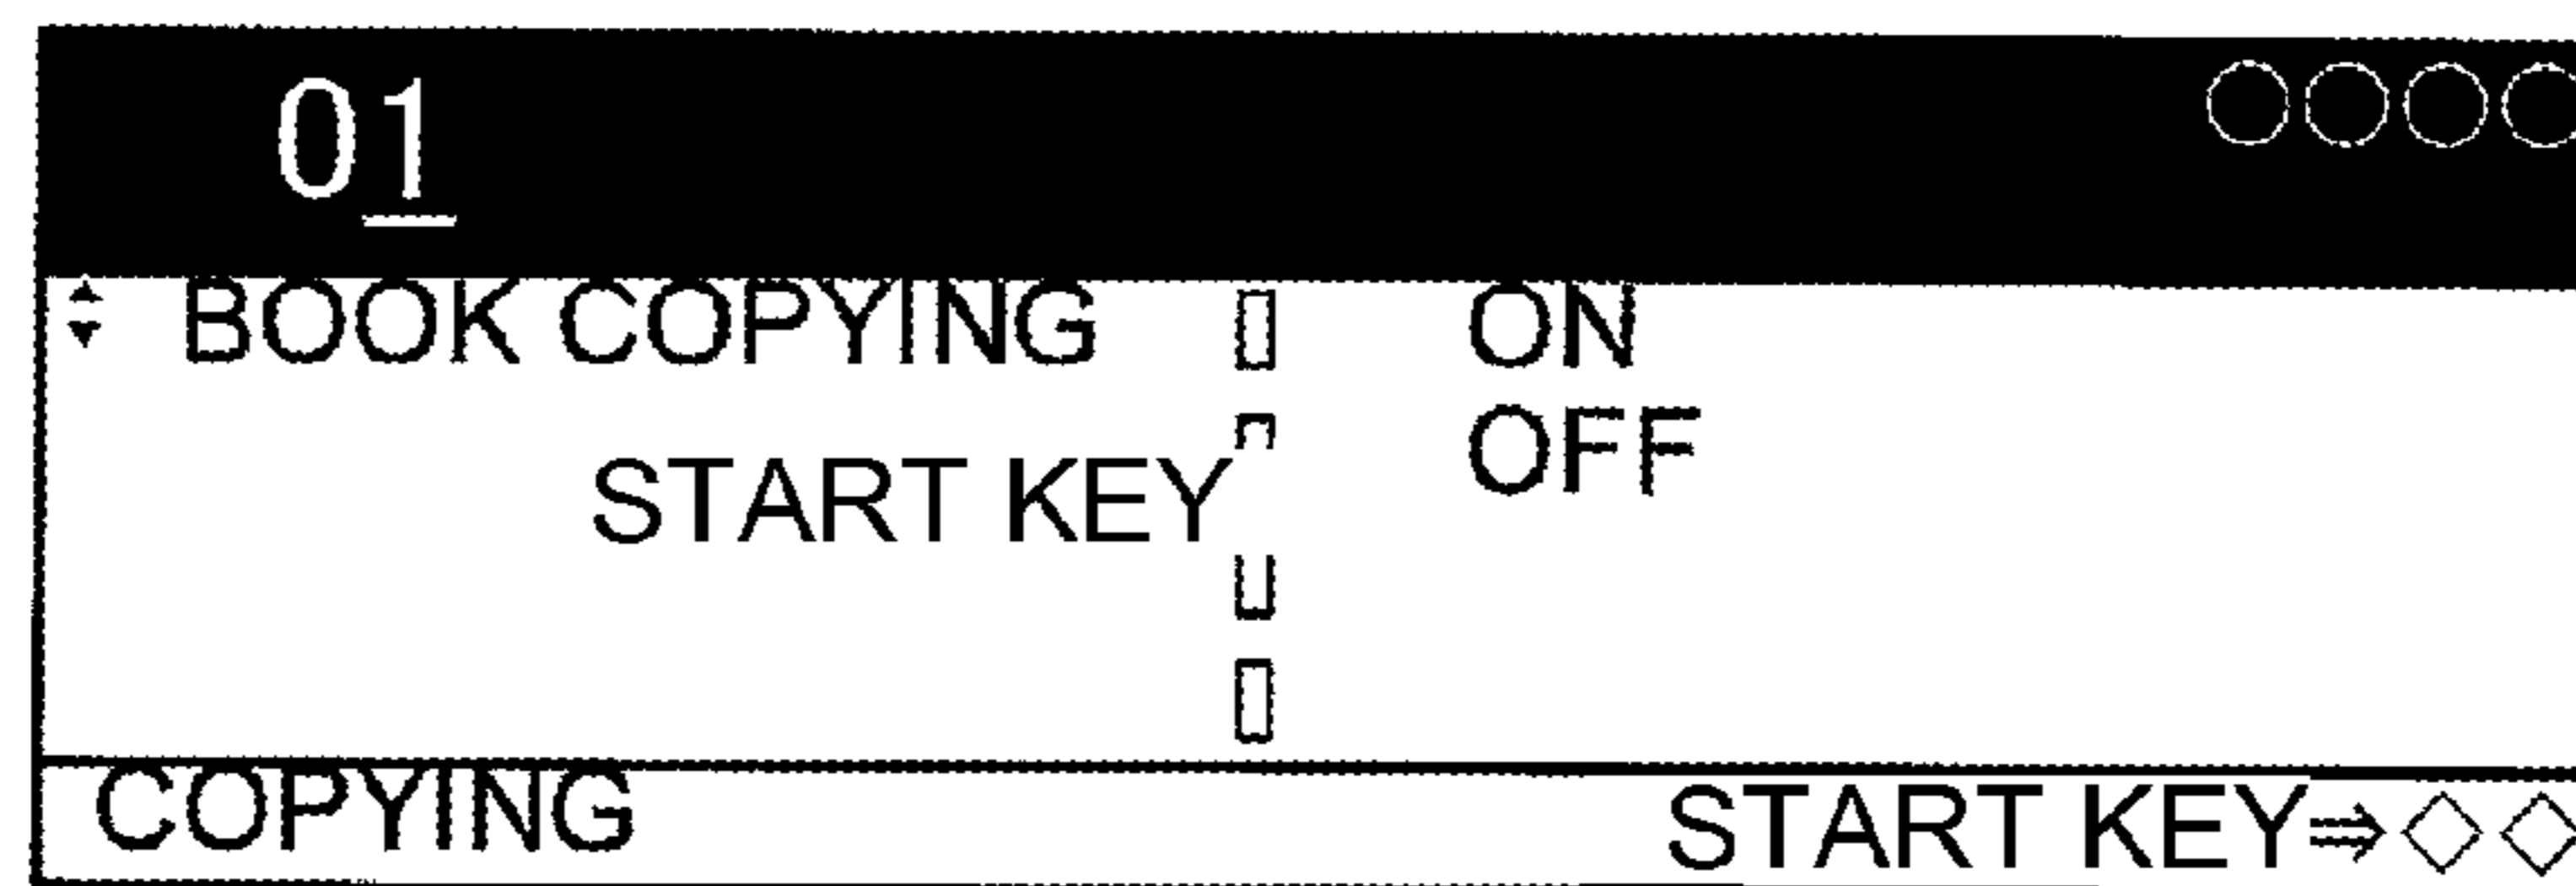 01 ○○○○
BOOK COPYING ON
OFF
START KEY
COPYING START KEY⇒◇◇